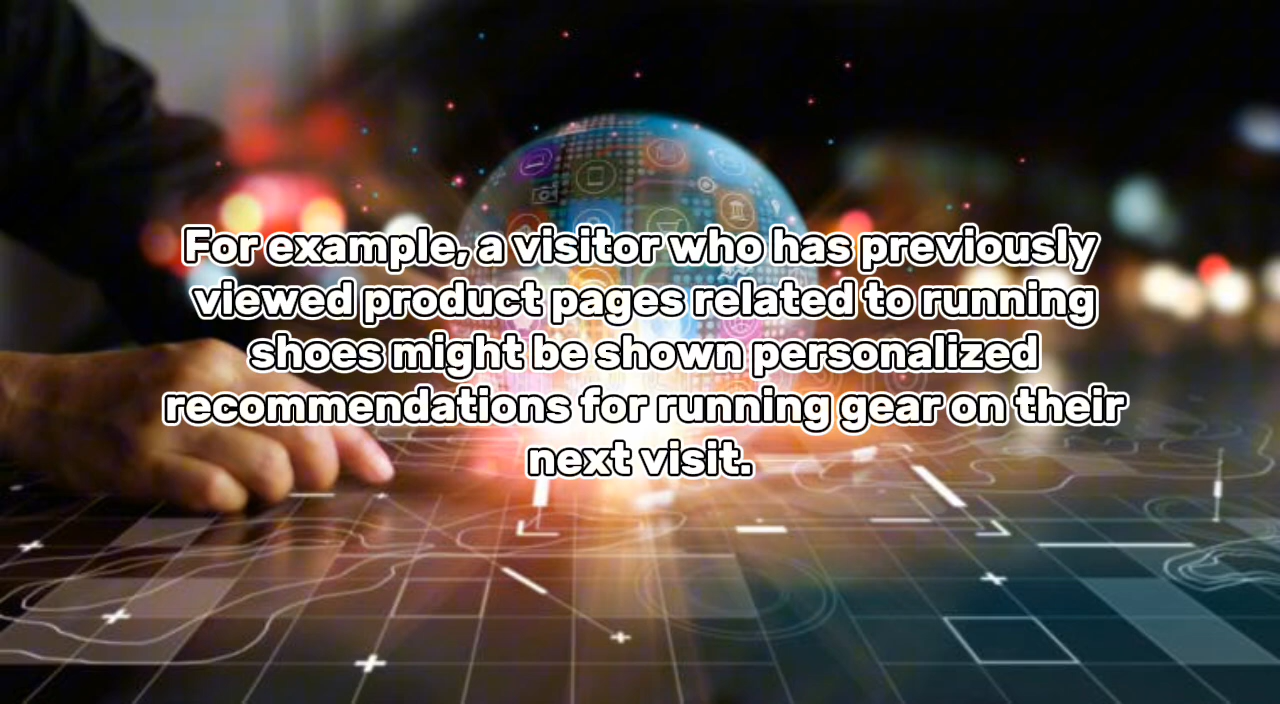 For example, a visitor who has previously
viewed product pages related to running
shoes might be shown personalized
recommendations for running gear on their
next visit.